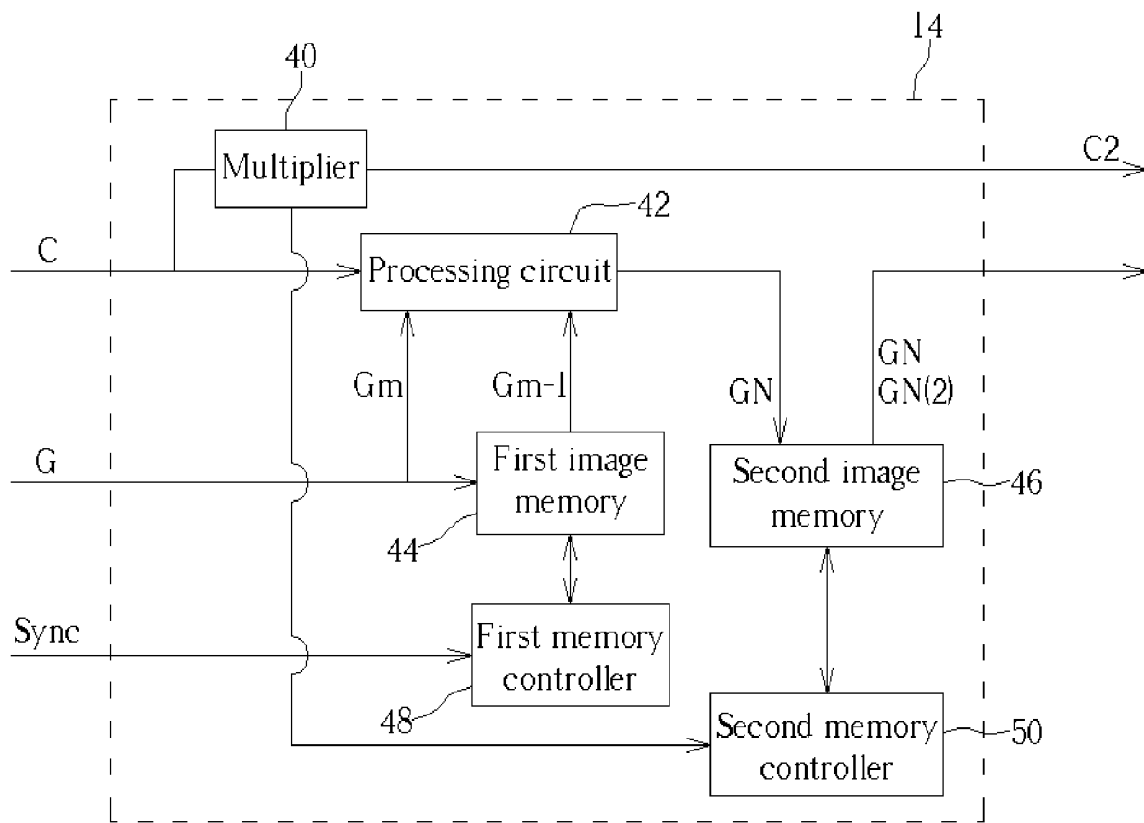 14
40
Multiplier
C2
42
C
Processing circuit
Gm
Gm-1
GN
GN
GN(2)
G
First image
memory
Second image
memory
46
44
Sync
First memory
controller
48
Second memory
controller
50